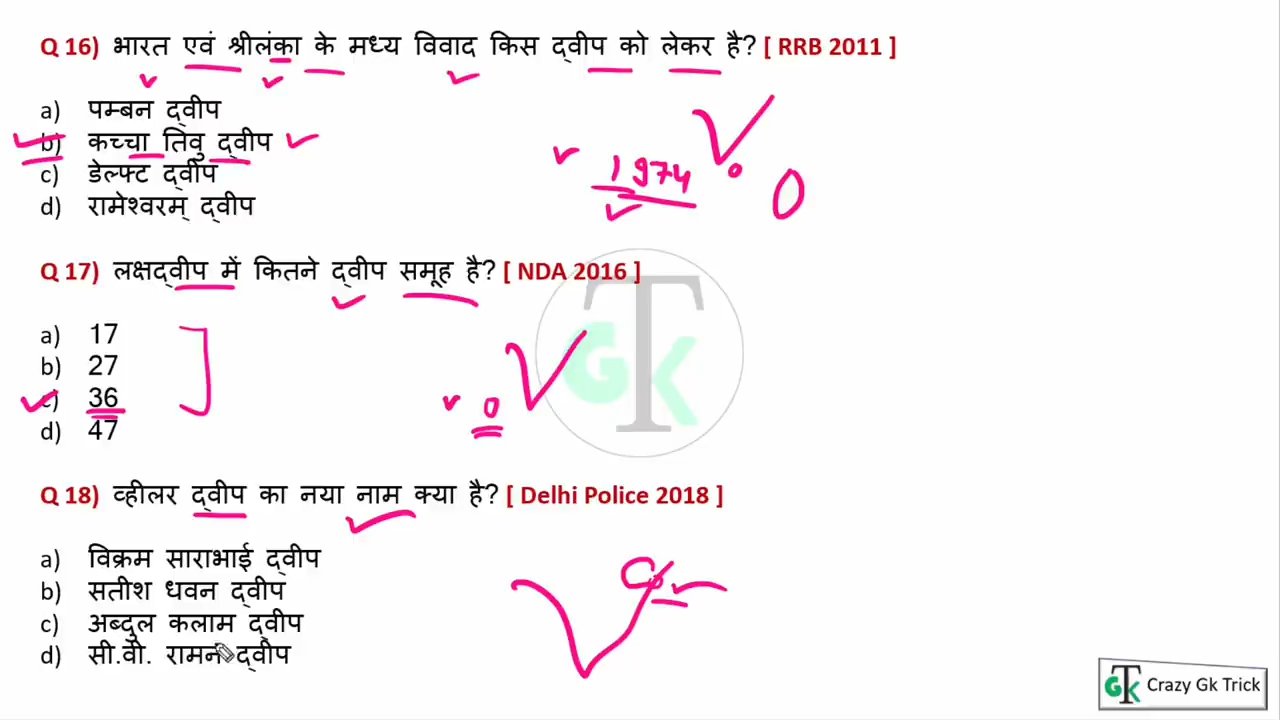 Q 16) भारत एवं श्रीलंका के मध्य विवाद किस द्वीप को लेकर है? [ RRB 2011 ]
a) पम्बन द्वीप
b) कच्चा तिवु द्वीप
c) डेल्फ्ट द्वीप
d) रामेश्वरम् द्वीप
1974
Q 17) लक्षद्वीप में कितने द्वीप समूह है? [ NDA 2016 ]
a) 17
b) 27
c) 36
d) 47
TGK
Q 18) व्हीलर द्वीप का नया नाम क्या है? [ Delhi Police 2018 ]
a) विक्रम साराभाई द्वीप
b) सतीश धवन द्वीप
c) अब्दुल कलाम द्वीप
d) सी.वी. रामन द्वीप
TGK Crazy Gk Trick